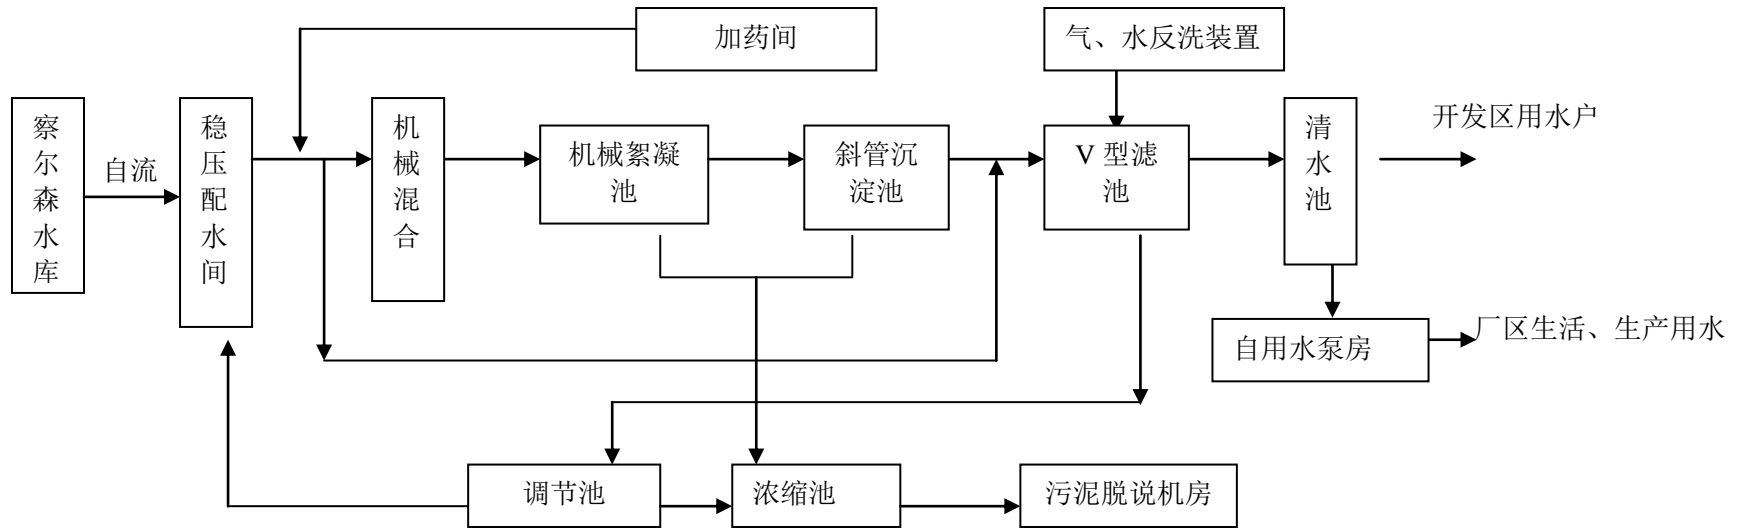 加药间
气、水反洗装置
察尔森水库
自流
稳压配水间
机械混合
机械絮凝
池
斜管沉
淀池
V 型滤
池
清水池
开发区用水户
自用水泵房
厂区生活、生产用水
调节池
浓缩池
污泥脱说机房